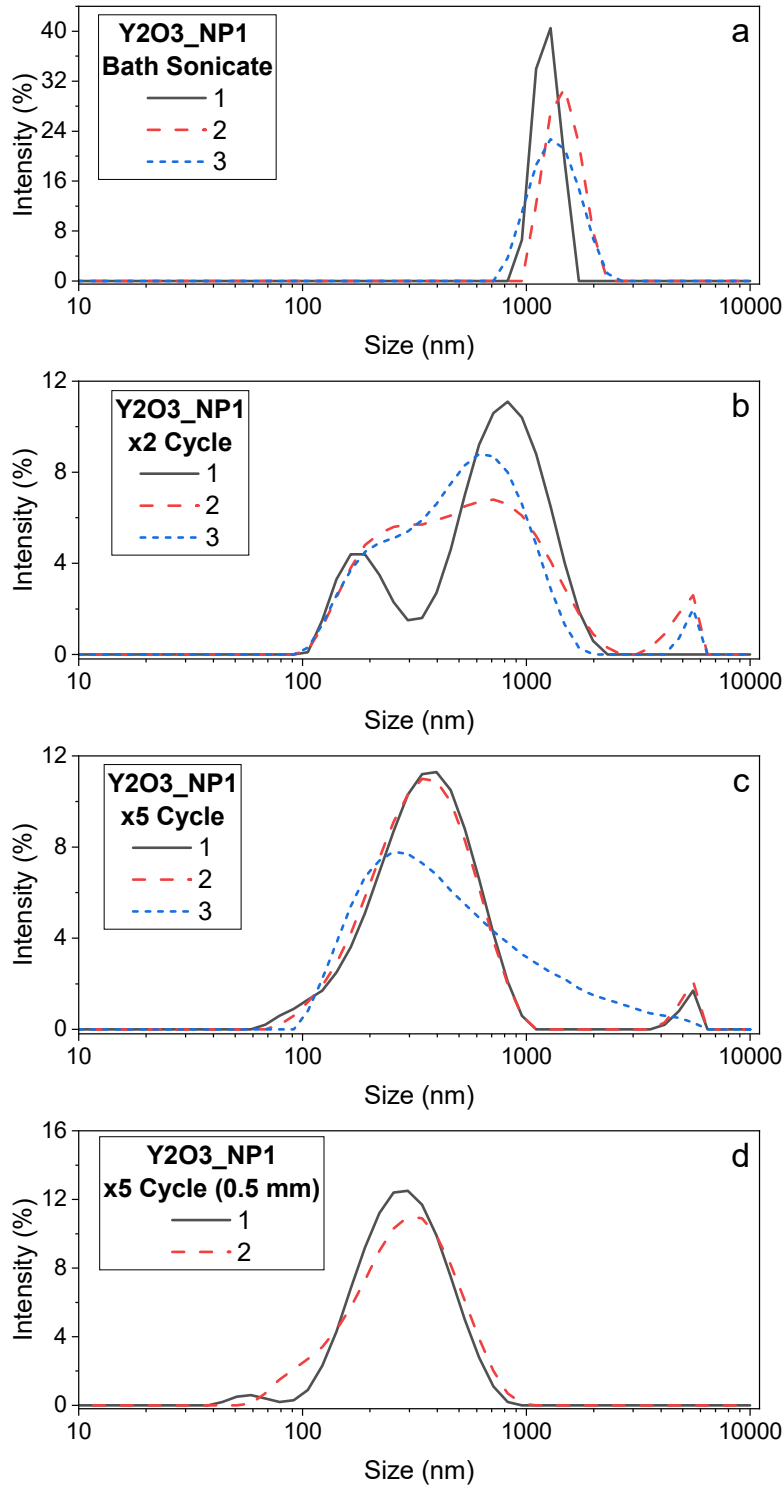 a
Y2O3_NP1
Bath Sonicate
1
2
3
Intensity (%)
40
32
24
16
8
0
10
100
1000
10000
Size (nm)
b
Y2O3_NP1
x2 Cycle
1
2
3
Intensity (%)
12
8
4
0
10
100
1000
10000
Size (nm)
c
Y2O3_NP1
x5 Cycle
1
2
3
Intensity (%)
12
8
4
0
10
100
1000
10000
Size (nm)
d
Y2O3_NP1
x5 Cycle (0.5 mm)
1
2
Intensity (%)
16
12
8
4
0
10
100
1000
10000
Size (nm)